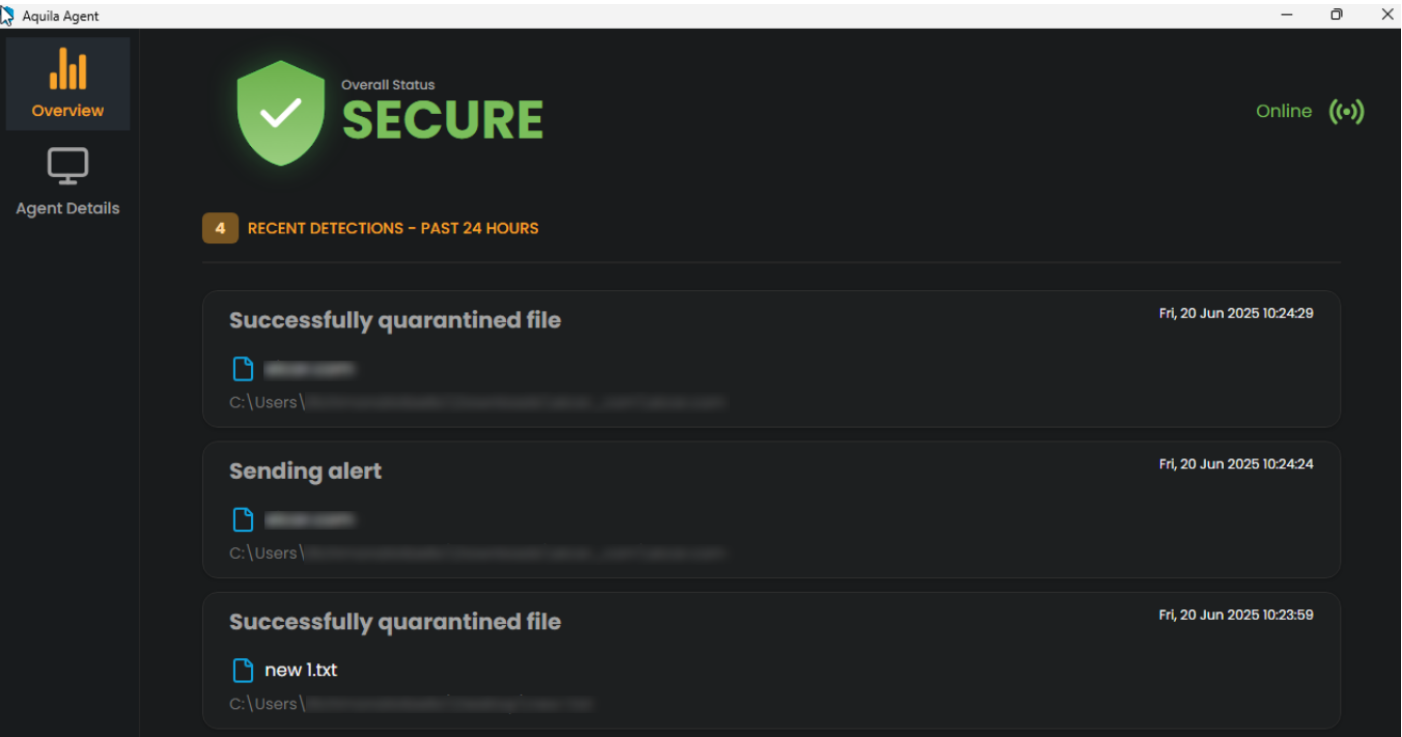 Aquila Agent
Overview
Agent Details
Overall Status
SECURE
Online
4 RECENT DETECTIONS - PAST 24 HOURS
Successfully quarantined file
Fri, 20 Jun 2025 10:24:29
C:\Users\
Sending alert
Fri, 20 Jun 2025 10:24:24
C:\Users\
Successfully quarantined file
Fri, 20 Jun 2025 10:23:59
new 1.txt
C:\Users\